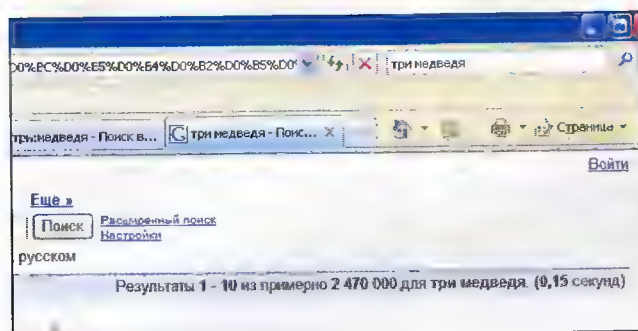 D0%BC%D0%E5%D0%B4%D0%B2%D0%B5%D0 три медведя
три медведя - Поиск в... три медведя - Поис... Страница
Войти
Ещё »
Поиск Расширенный поиск
Настройки
русском
Результаты 1 - 10 из примерно 2 470 000 для три медведя. (0,15 секунд)